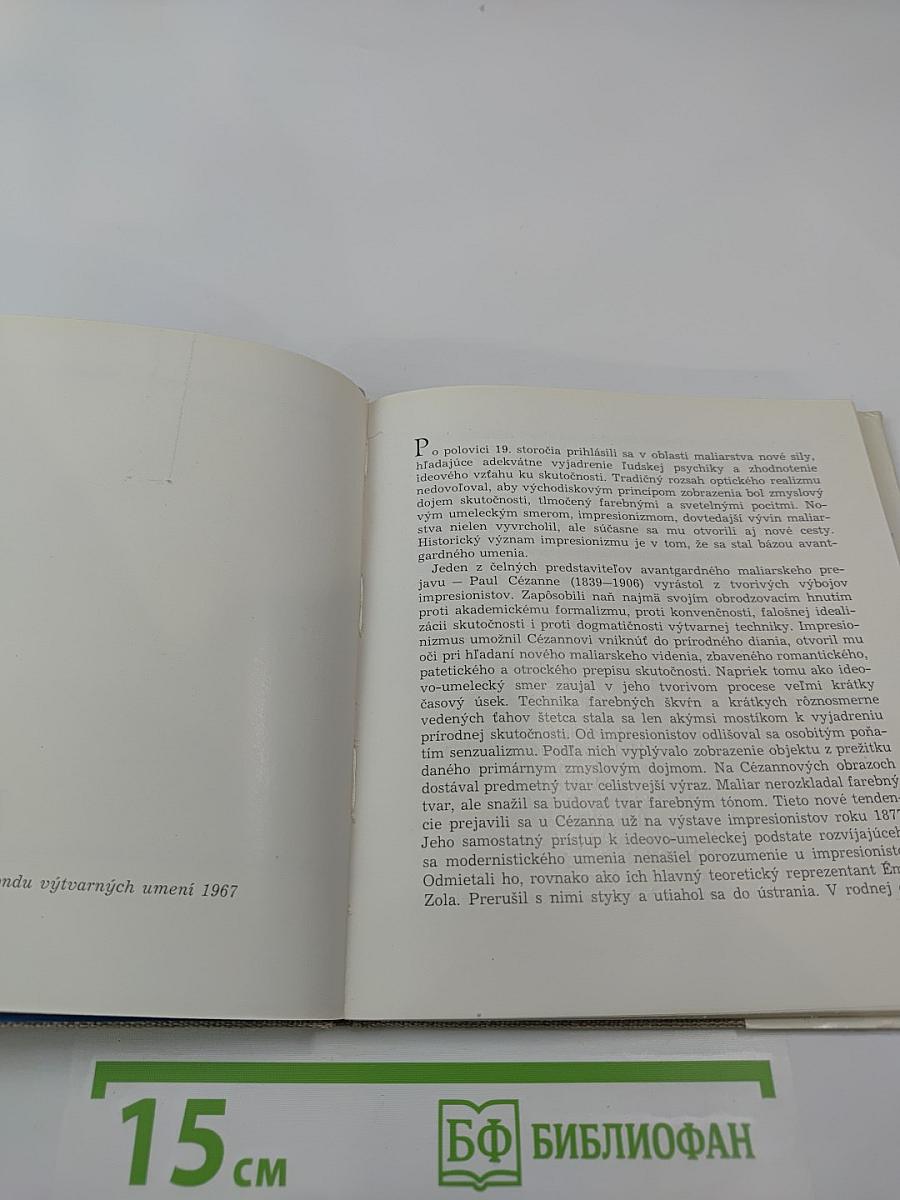 ndu výtvarných umení 1967
Po polovici 19. storočia prihlásili sa v oblasti maliarstva nové sily,
hľadajúce adekvátne vyjadrenie ľudskej psychiky a zhodnotenie
ideového vzťahu ku skutočnosti. Tradičný rozsah optického realizmu
nedovoľoval, aby východiskovým princípom zobrazenia bol zmyslový
dojem skutočnosti, tlmočený farebnými a svetelnými pocitmi. No-
vým umeleckým smerom, impresionizmom, dovtedajší vývin maliar-
stva nielen vyvrcholil, ale súčasne sa mu otvorili aj nové cesty.
Historický význam impresionizmu je v tom, že sa stal bázou avant-
gardného umenia.
Jeden z čelných predstaviteľov avantgardného maliarskeho pre-
javu — Paul Cézanne (1839—1906) vyrástol z tvorivých výbojov
impresionistov. Zapôsobili naň najmä svojím obrodzovacím hnutím
proti akademickému formalizmu, proti konvenčnosti, falošnej ideali-
zácii skutočnosti i proti dogmatičnosti výtvarnej techniky. Impresio-
nizmus umožnil Cézannovi vniknúť do prírodného diania, otvoril mu
oči pri hľadaní nového maliarskeho videnia, zbaveného romantického,
patetického a otrockého prepisu skutočnosti. Napriek tomu ako ideo-
vo-umelecký smer zaujal v jeho tvorivom procese veľmi krátky
časový úsek. Technika farebných škvŕn a krátkych rôznosmerne
vedených ťahov štetca stala sa len akýmsi mostíkom k vyjadreniu
prírodnej skutočnosti. Od impresionistov odlišoval sa osobitým poňa-
tím senzualizmu. Podľa nich vyplývalo zobrazenie objektu z prežitku
daného primárnym zmyslovým dojmom. Na Cézannových obrazoch
dostával predmetný tvar celistvejší výraz. Maliar nerozkladal farebný
tvar, ale snažil sa budovať tvar farebným tónom. Tieto nové tenden-
cie prejavili sa u Cézanna už na výstave impresionistov roku 1877
Jeho samostatný prístup k ideovo-umeleckej podstate rozvíjajúceh
sa modernistického umenia nenašiel porozumenie u impresionisto
Odmietali ho, rovnako ako ich hlavný teoretický reprezentant Ém
Zola. Prerušil s nimi styky a utiahol sa do ústrania. V rodnej
15 см
БФ БИБЛИОФАН